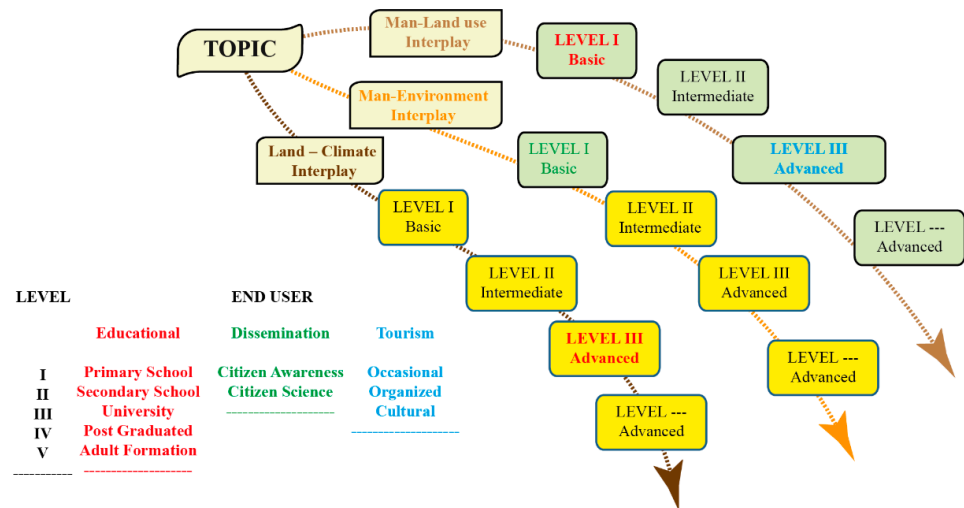 TOPIC
Man-Land use
Interplay
LEVEL I
Basic
LEVEL II
Intermediate
LEVEL III
Advanced
LEVEL ---
Advanced
Man-Environment
Interplay
LEVEL I
Basic
LEVEL II
Intermediate
LEVEL III
Advanced
LEVEL ---
Advanced
Land – Climate
Interplay
LEVEL I
Basic
LEVEL II
Intermediate
LEVEL III
Advanced
LEVEL ---
Advanced
LEVEL END USER
Educational Dissemination Tourism
I Primary School Citizen Awareness Occasional
II Secondary School Citizen Science Organized
III University -------------------- Cultural
IV Post Graduated --------------------
V Adult Formation
----------- --------------------